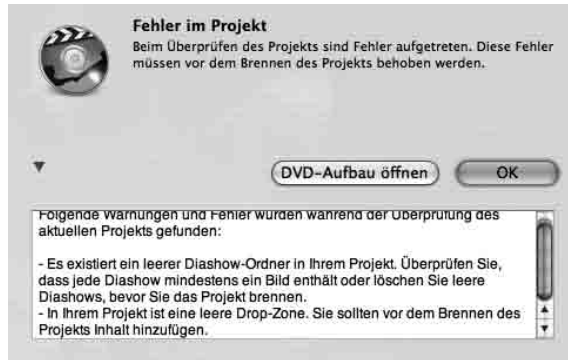 Fehler im Projekt
Beim Überprüfen des Projekts sind Fehler aufgetreten. Diese Fehler
müssen vor dem Brennen des Projekts behoben werden.
DVD-Aufbau öffnen
OK
Folgende Warnungen und Fehler wurden während der Überprüfung des
aktuellen Projekts gefunden:
- Es existiert ein leerer Diashow-Ordner in Ihrem Projekt. Überprüfen Sie,
dass jede Diashow mindestens ein Bild enthält oder löschen Sie leere
Diashows, bevor Sie das Projekt brennen.
- In Ihrem Projekt ist eine leere Drop-Zone. Sie sollten vor dem Brennen des
Projekts Inhalt hinzufügen.